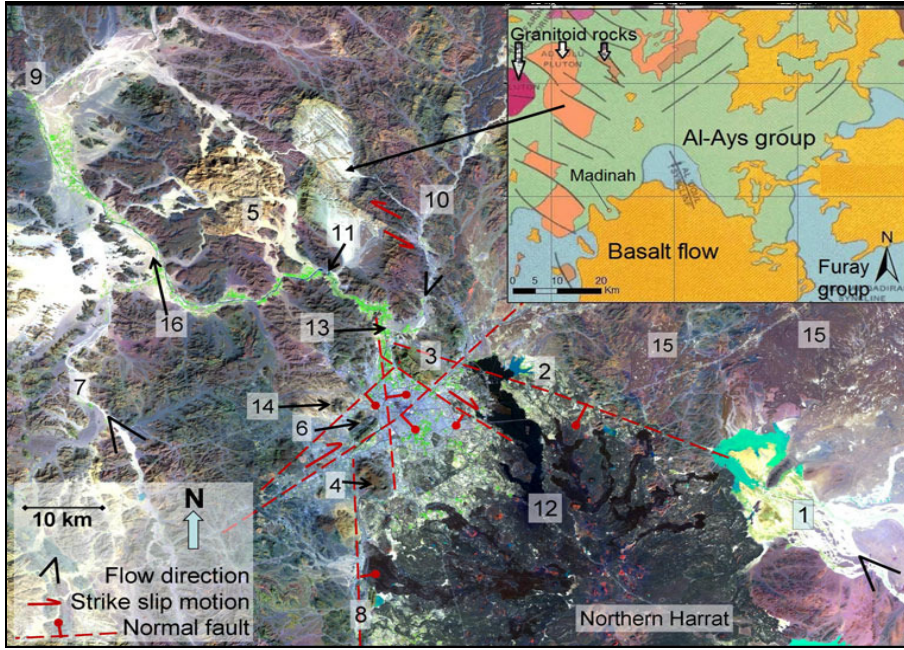 Granitoid rocks
PLUTON
Al-Ays group
Madinah
Basalt flow
N
Furay
group
SYNCLINE
0 5 10 20
Km
9
5
10
11
16
13
3
2
15
15
7
14
6
4
12
1
8
N
10 km
Flow direction
Strike slip motion
Normal fault
Northern Harrat